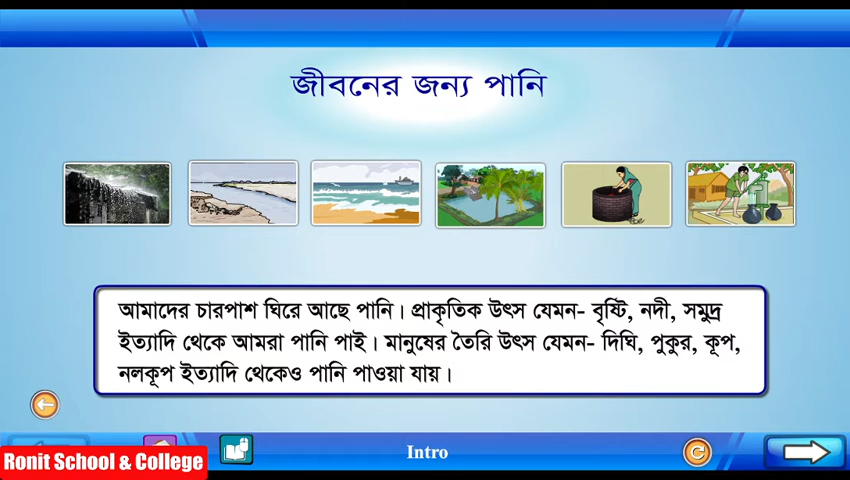 জীবনের জন্য পানি
আমাদের চারপাশ ঘিরে আছে পানি। প্রাকৃতিক উৎস যেমন- বৃষ্টি, নদী, সমুদ্র
ইত্যাদি থেকে আমরা পানি পাই। মানুষের তৈরি উৎস যেমন- দিঘি, পুকুর, কূপ,
নলকূপ ইত্যাদি থেকেও পানি পাওয়া যায়।
Intro
Ronit School & College